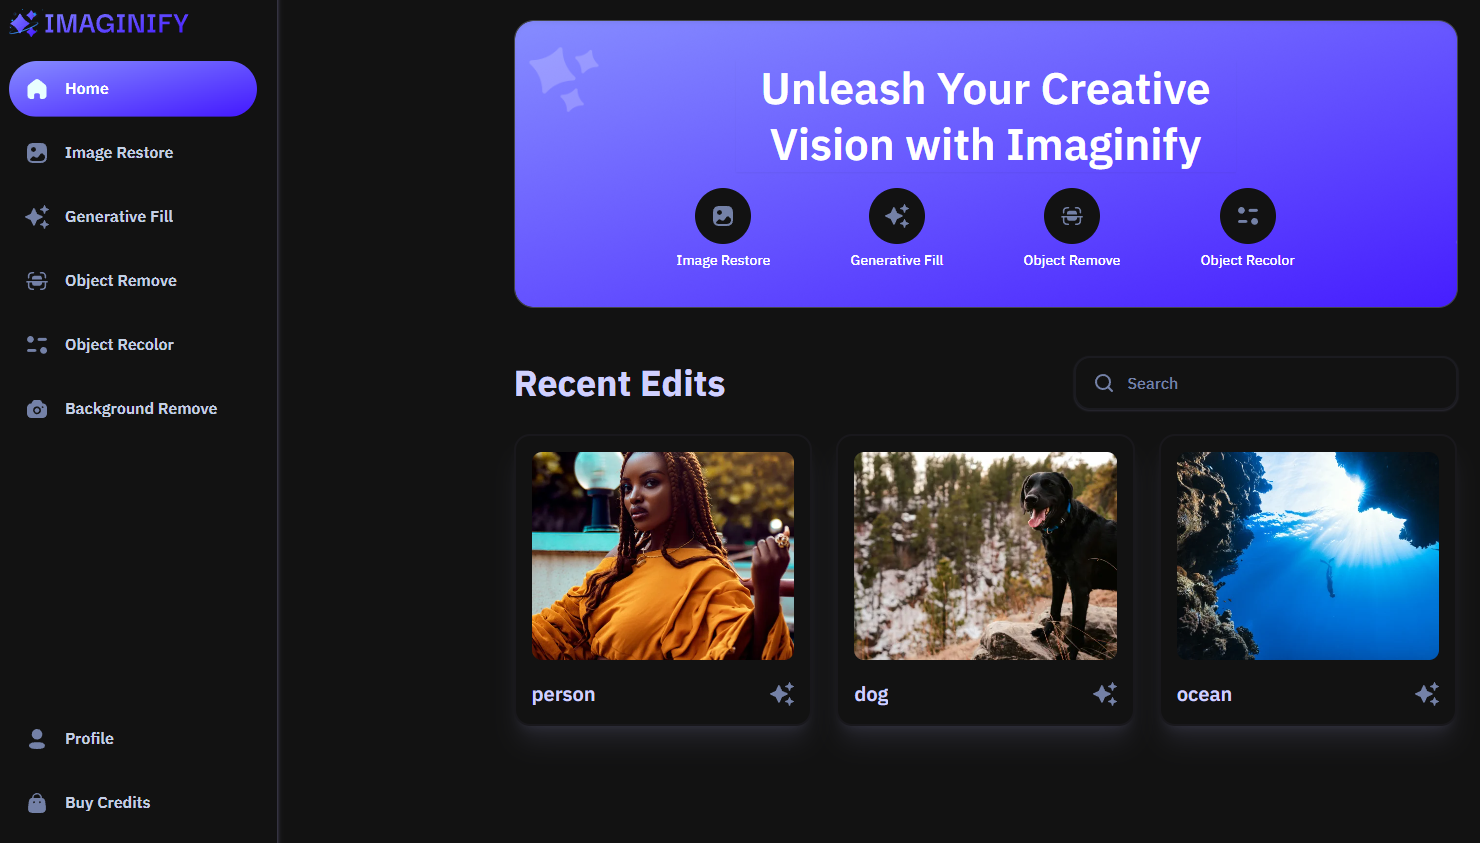 IMAGINIFY
Home
Image Restore
Generative Fill
Object Remove
Object Recolor
Background Remove
Profile
Buy Credits
Unleash Your Creative
Vision with Imaginify
Image Restore
Generative Fill
Object Remove
Object Recolor
Recent Edits
Search
person
dog
ocean